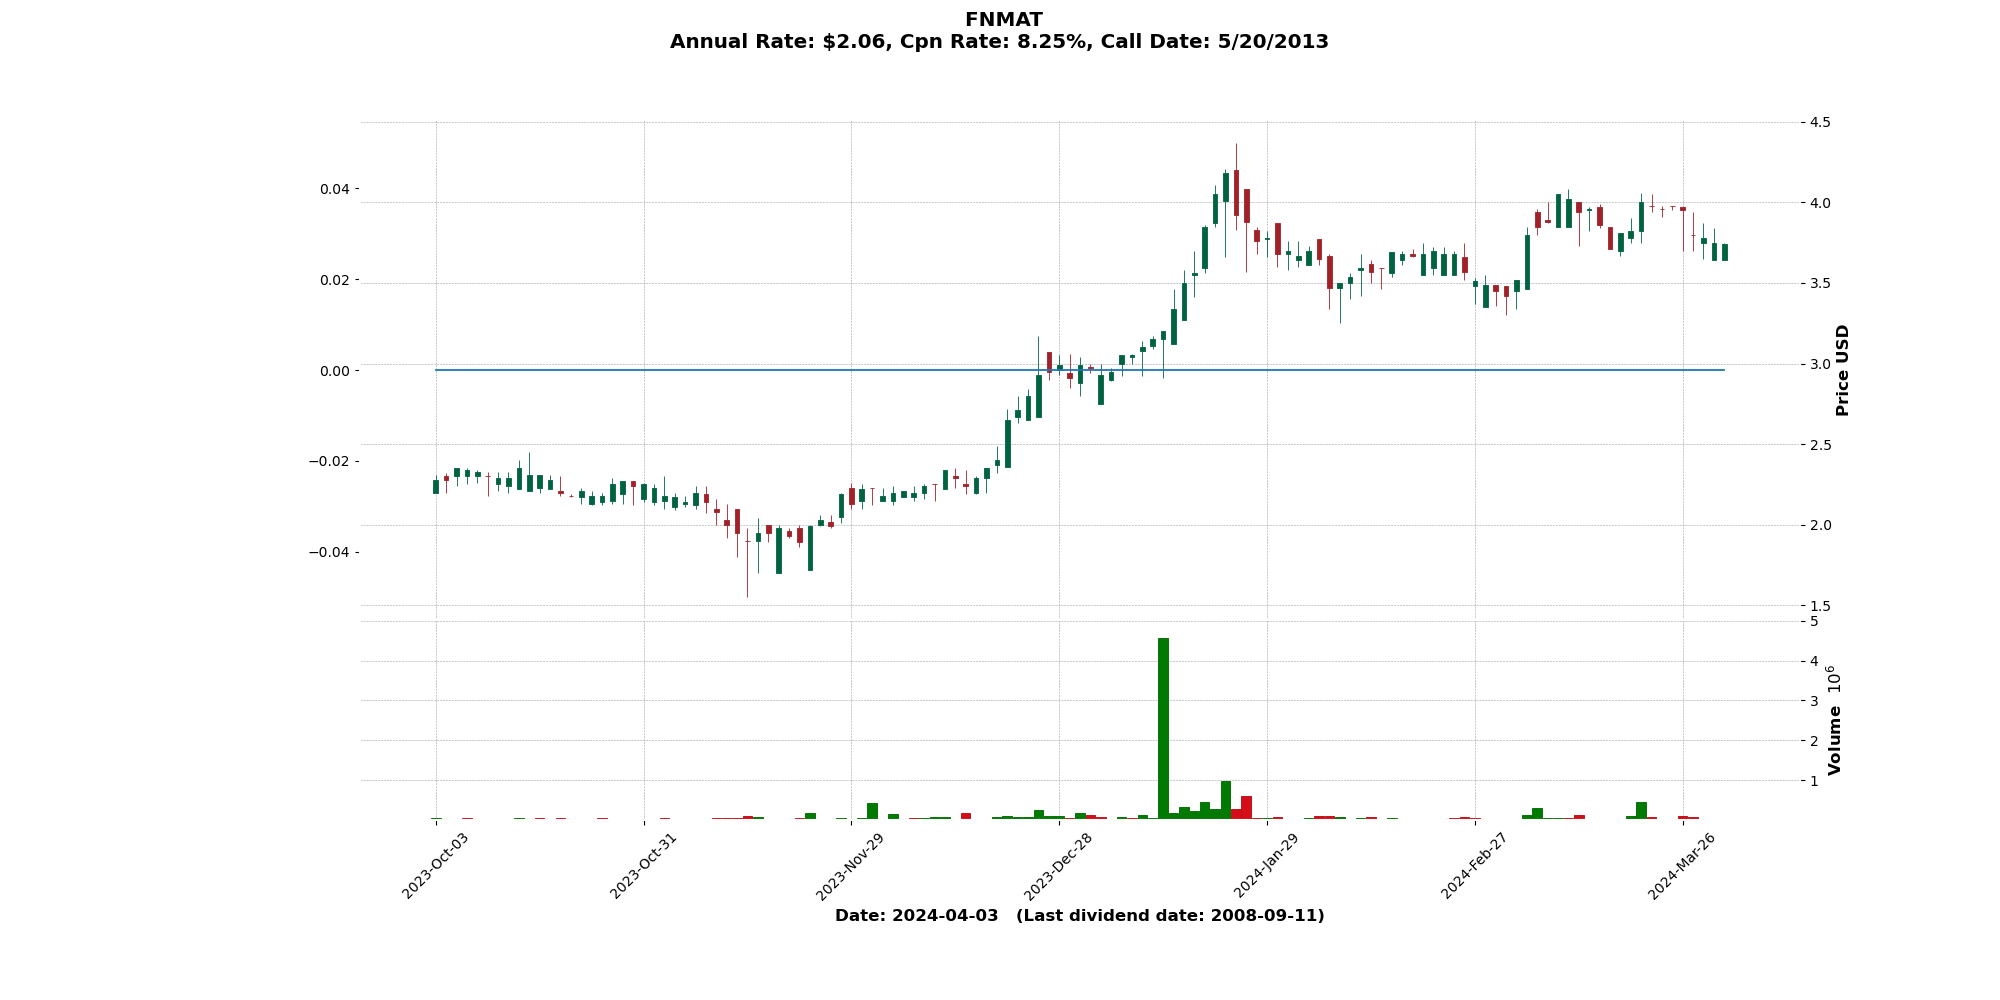 FNMAT
Annual Rate: $2.06, Cpn Rate: 8.25%, Call Date: 5/20/2013
0.04
0.02
0.00
−0.02
−0.04
4.5
4.0
3.5
3.0
2.5
2.0
1.5
Price USD
5
4
3
2
1
Volume 10^6
2023-Oct-03
2023-Oct-31
2023-Nov-29
2023-Dec-28
2024-Jan-29
2024-Feb-27
2024-Mar-26
Date: 2024-04-03 (Last dividend date: 2008-09-11)